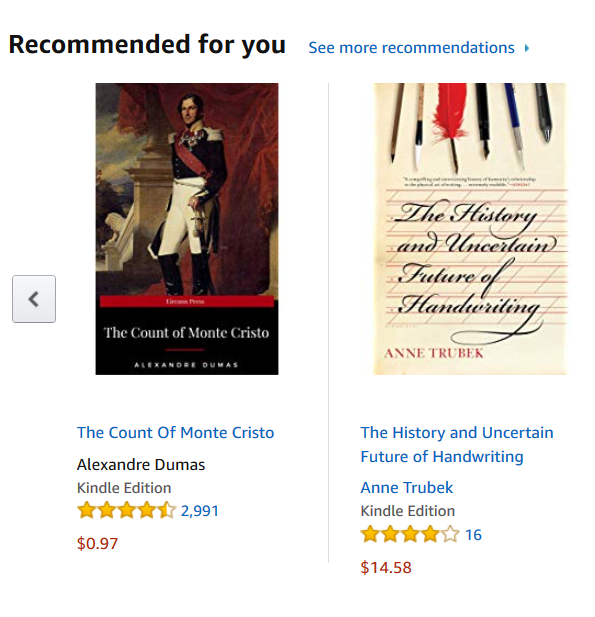 Recommended for you
See more recommendations
Eireann Press
The Count of Monte Cristo
ALEXANDRE DUMAS
"A compelling and entertaining history of humanity's relationship
to the physical act of writing . . . extremely readable."
The History
and Uncertain
Future of
Handwriting
ANNE TRUBEK
The Count Of Monte Cristo
Alexandre Dumas
Kindle Edition
2,991
$0.97
The History and Uncertain
Future of Handwriting
Anne Trubek
Kindle Edition
16
$14.58